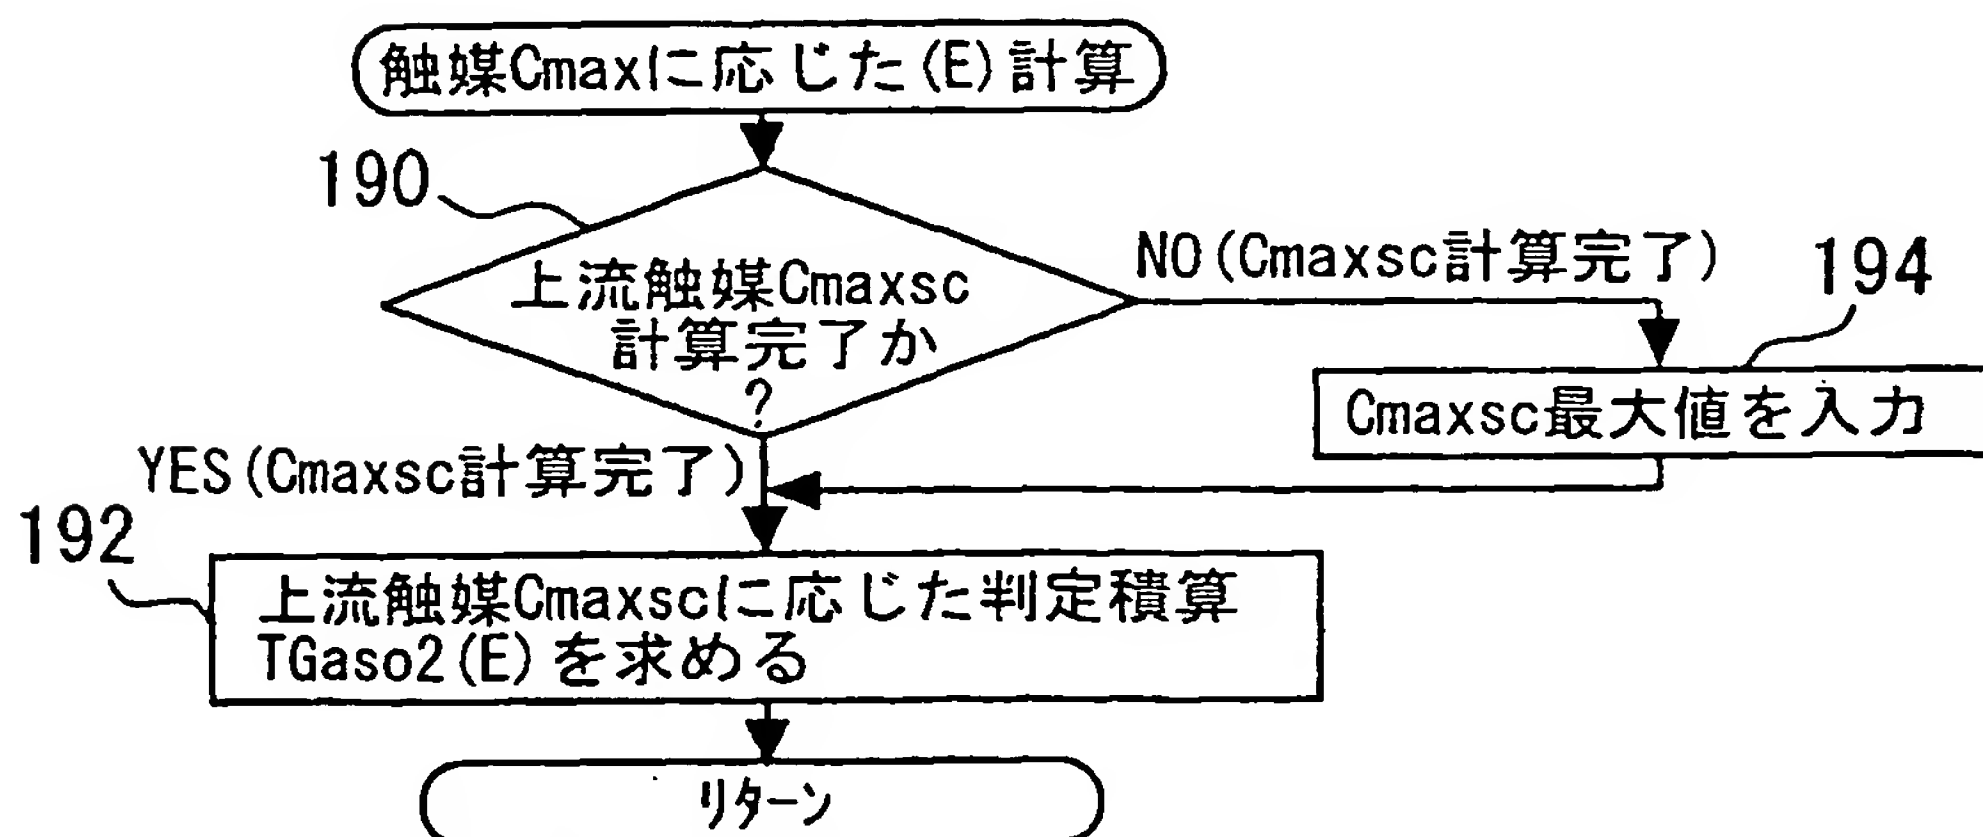 触媒Cmaxに応じた(E)計算
190
上流触媒Cmaxsc
計算完了か
?
NO(Cmaxsc計算完了)
194
Cmaxsc最大値を入力
YES(Cmaxsc計算完了)
192
上流触媒Cmaxscに応じた判定積算
TGaso2(E)を求める
リターン